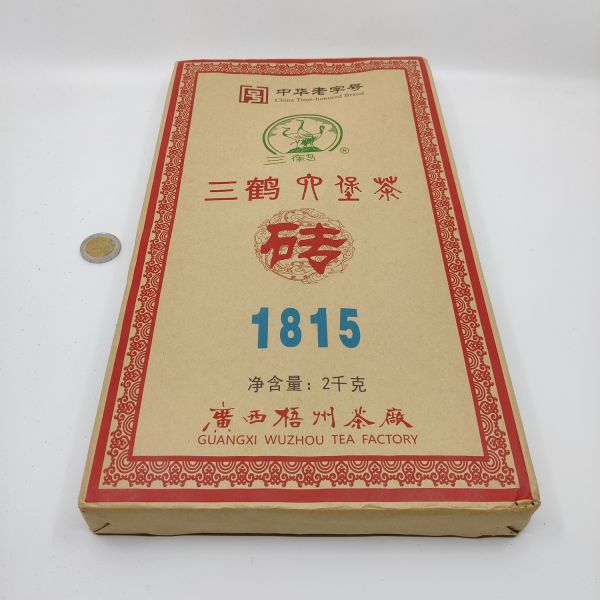 中华老字号
China Time-honored Brand
三鹤®
三鹤六堡茶
砖
1815
净含量：2千克
廣西梧州茶廠
GUANGXI WUZHOU TEA FACTORY